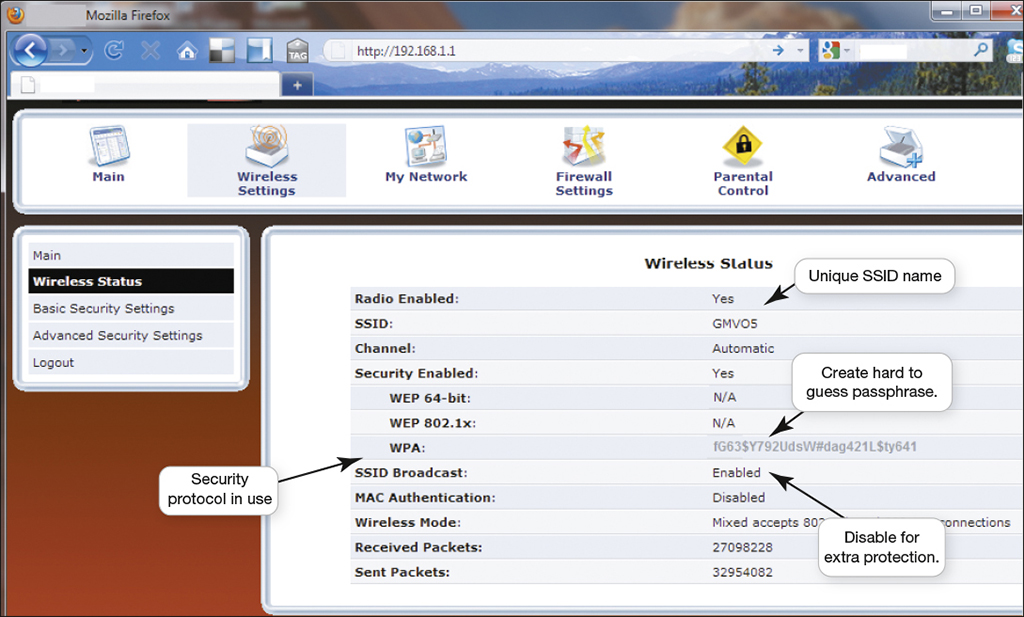 Mozilla Firefox
TAG
http://192.168.1.1
Main
Wireless
Settings
My Network
Firewall
Settings
Parental
Control
Advanced
Main
Wireless Status
Basic Security Settings
Advanced Security Settings
Logout
Wireless Status
Unique SSID name
Radio Enabled: Yes
SSID: GMVO5
Channel: Automatic
Security Enabled: Yes
Create hard to
guess passphrase.
WEP 64-bit: N/A
WEP 802.1x: N/A
WPA: fG63$Y792UdsW#dag421L$ty641
Security
protocol in use
SSID Broadcast: Enabled
MAC Authentication: Disabled
Wireless Mode: Mixed accepts connections
Disable for
extra protection.
Received Packets: 27098228
Sent Packets: 32954082